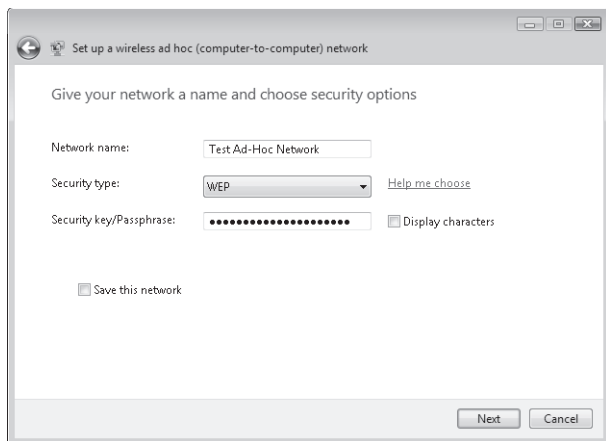 Set up a wireless ad hoc (computer-to-computer) network
Give your network a name and choose security options
Network name: Test Ad-Hoc Network
Security type: WEP Help me choose
Security key/Passphrase: ●●●●●●●●●●●●●●●●●●●●● Display characters
Save this network
Next Cancel